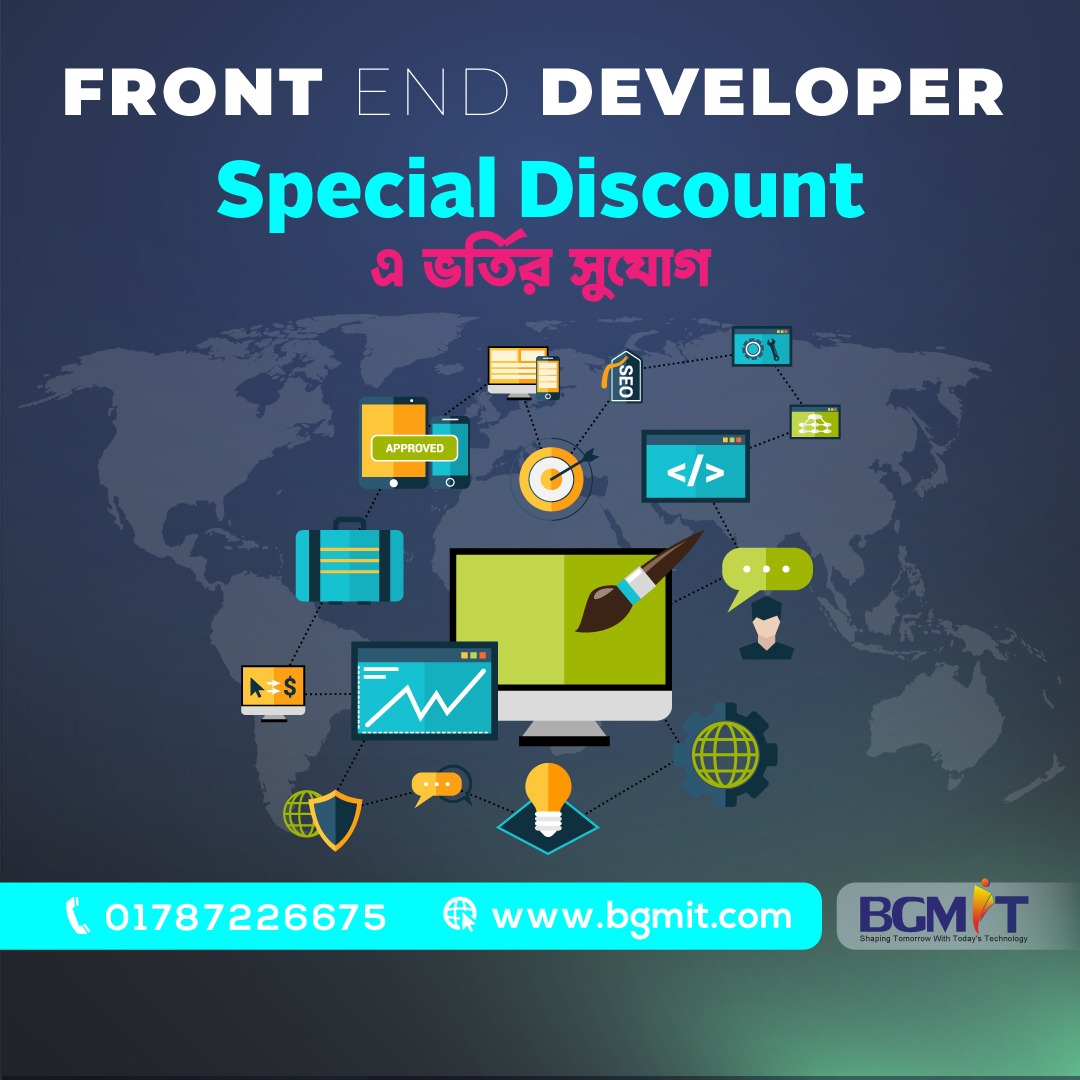 FRONT END DEVELOPER
Special Discount
এ ভর্তির সুযোগ
SEO
APPROVED
</>
$
01787226675
www.bgmit.com
BGMIT
Shaping Tomorrow With Today's Technology